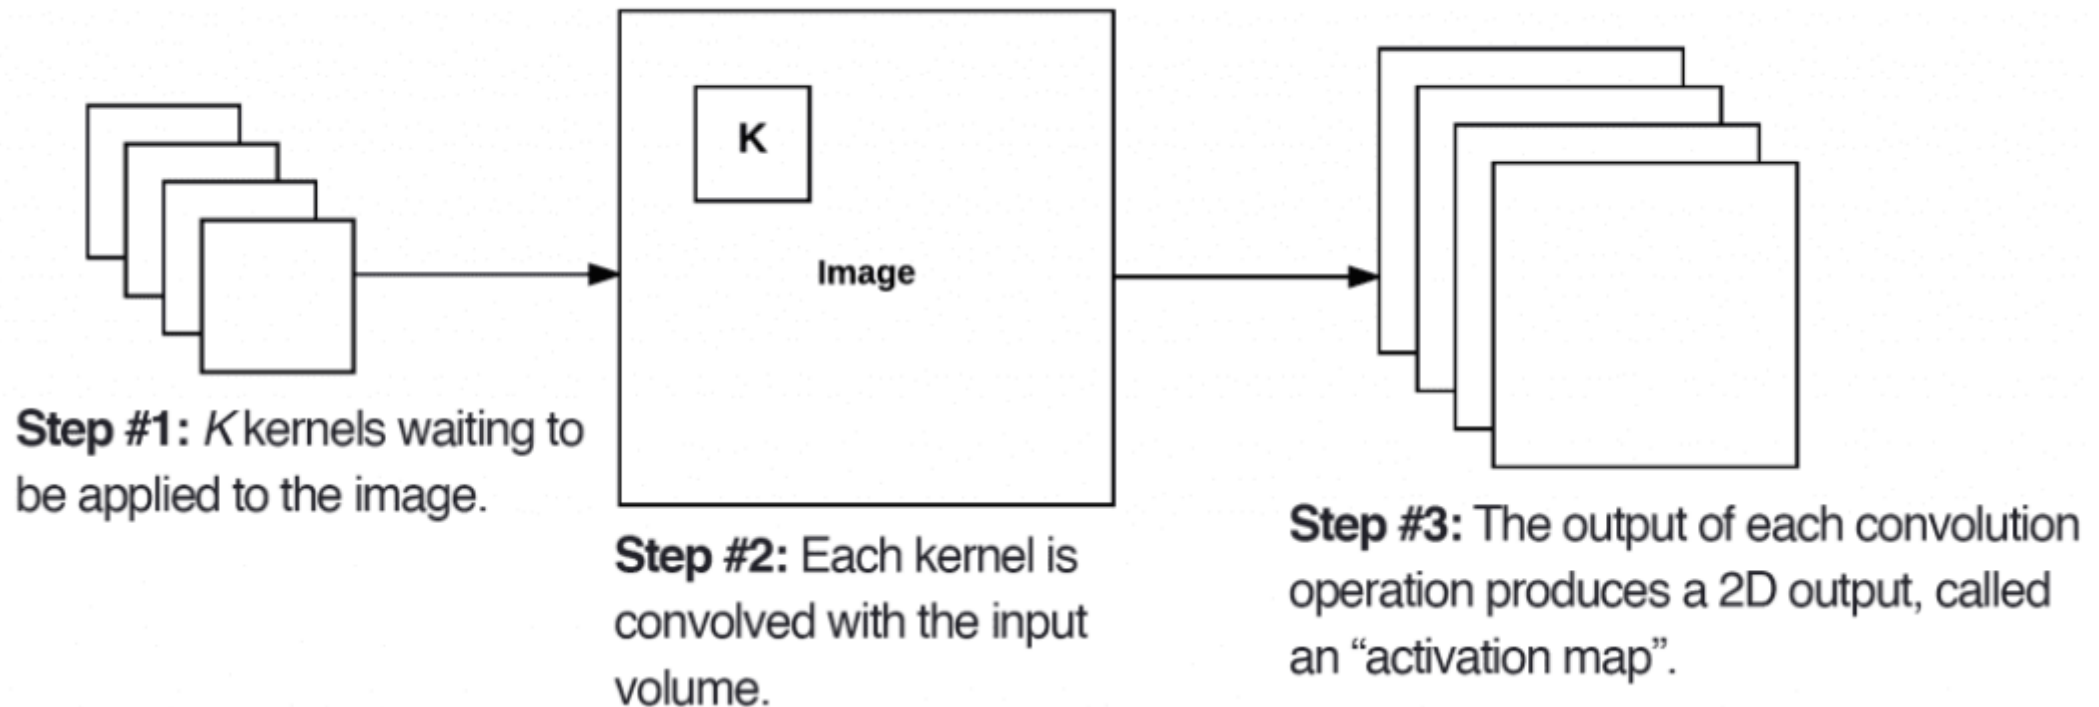 K
Image
Step #1: K kernels waiting to
be applied to the image.
Step #2: Each kernel is
convolved with the input
volume.
Step #3: The output of each convolution
operation produces a 2D output, called
an “activation map”.